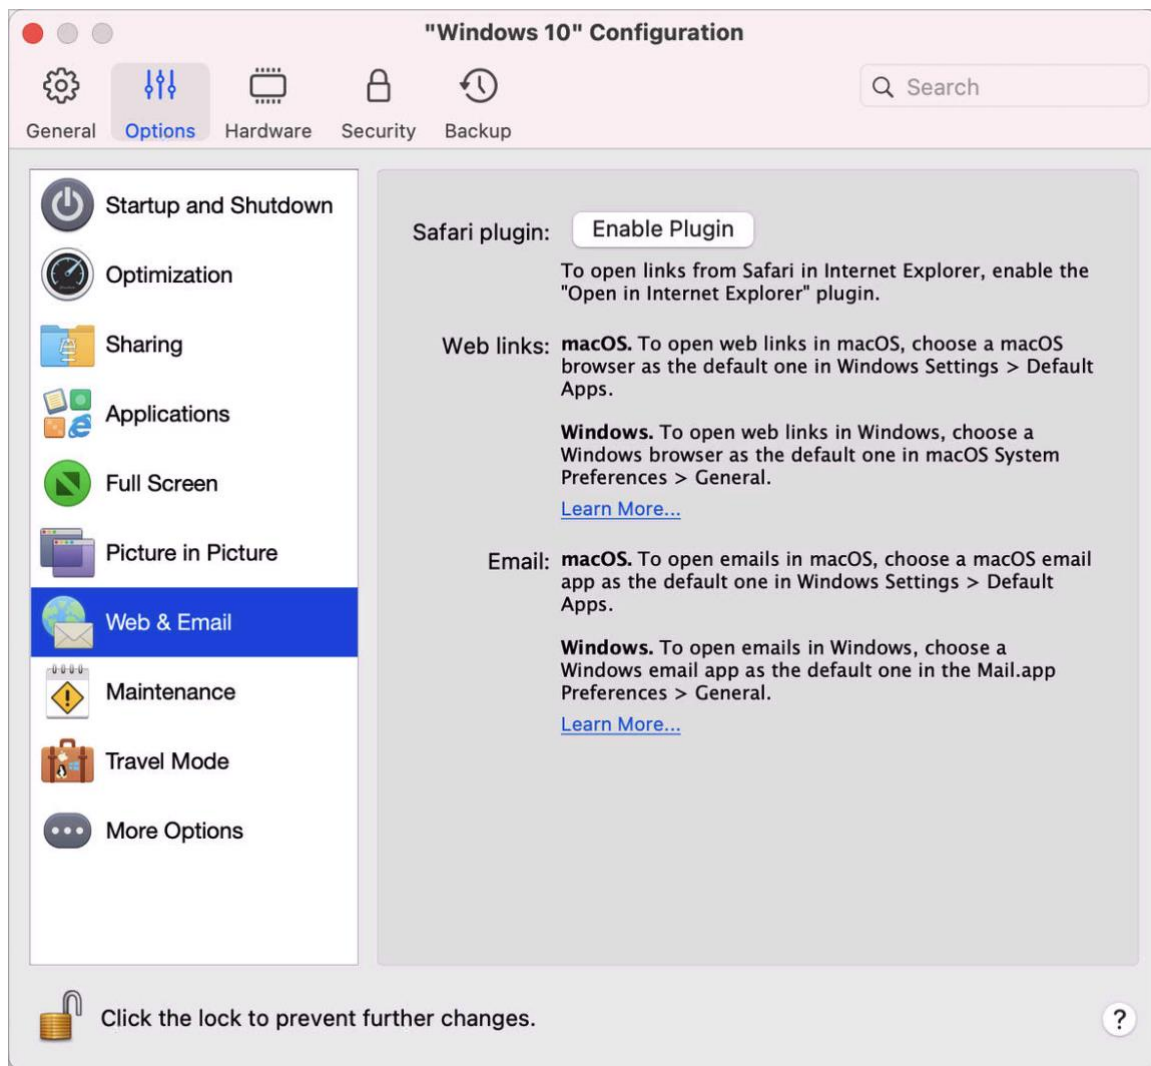 "Windows 10" Configuration
General
Options
Hardware
Security
Backup
Search
Startup and Shutdown
Optimization
Sharing
Applications
Full Screen
Picture in Picture
Web & Email
Maintenance
Travel Mode
More Options
Safari plugin:
Enable Plugin
To open links from Safari in Internet Explorer, enable the
"Open in Internet Explorer" plugin.
Web links:
macOS. To open web links in macOS, choose a macOS
browser as the default one in Windows Settings > Default
Apps.
Windows. To open web links in Windows, choose a
Windows browser as the default one in macOS System
Preferences > General.
Learn More...
Email:
macOS. To open emails in macOS, choose a macOS email
app as the default one in Windows Settings > Default
Apps.
Windows. To open emails in Windows, choose a
Windows email app as the default one in the Mail.app
Preferences > General.
Learn More...
Click the lock to prevent further changes.
?